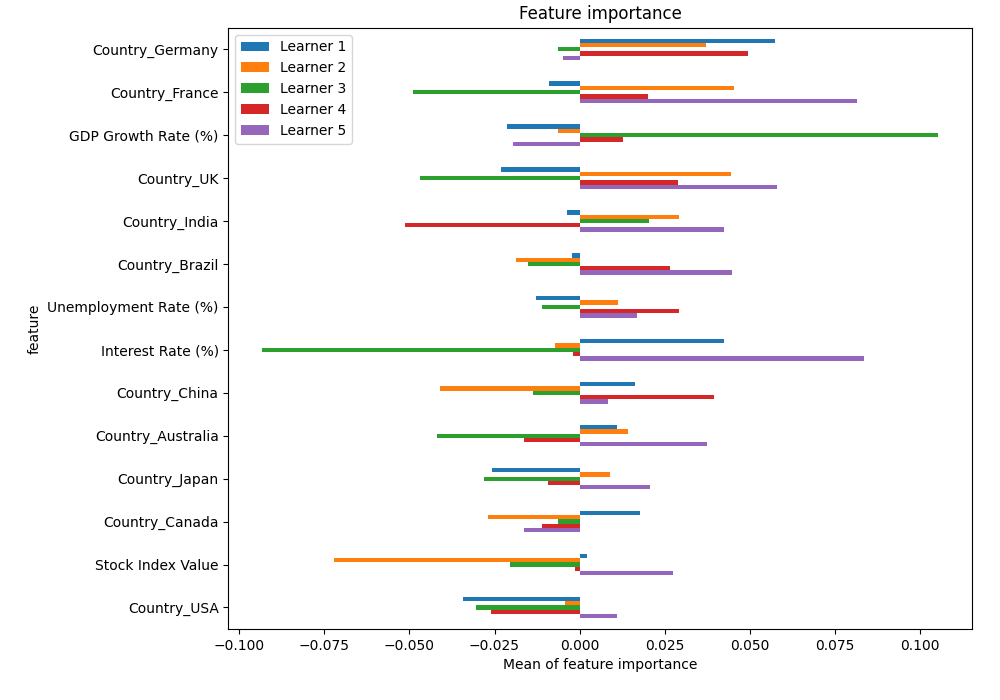 Feature importance
Learner 1
Learner 2
Learner 3
Learner 4
Learner 5
feature
Country_Germany
Country_France
GDP Growth Rate (%)
Country_UK
Country_India
Country_Brazil
Unemployment Rate (%)
Interest Rate (%)
Country_China
Country_Australia
Country_Japan
Country_Canada
Stock Index Value
Country_USA
−0.100 −0.075 −0.050 −0.025 0.000 0.025 0.050 0.075 0.100
Mean of feature importance